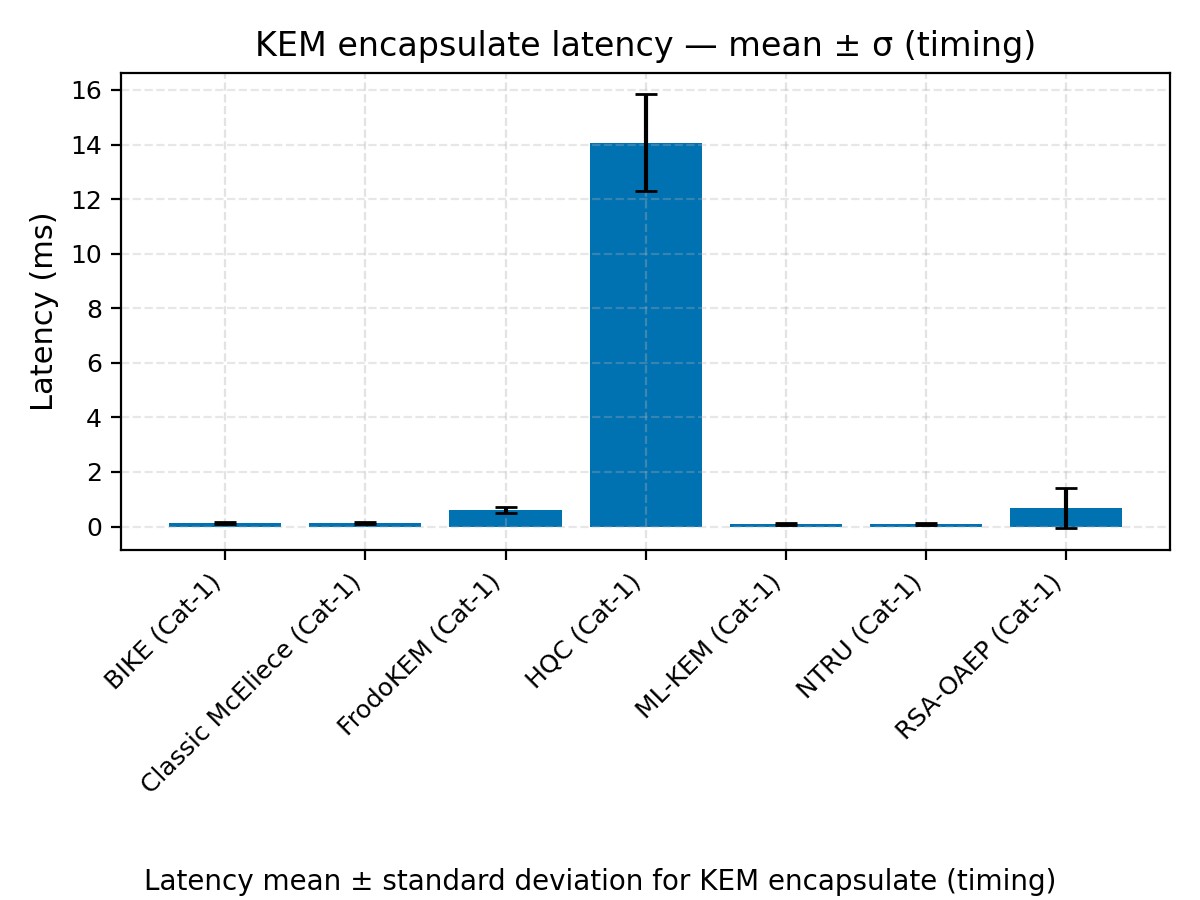 KEM encapsulate latency — mean ± σ (timing)
Latency (ms)
16
14
12
10
8
6
4
2
0
BIKE (Cat-1)
Classic McEliece (Cat-1)
FrodoKEM (Cat-1)
HQC (Cat-1)
ML-KEM (Cat-1)
NTRU (Cat-1)
RSA-OAEP (Cat-1)
Latency mean ± standard deviation for KEM encapsulate (timing)